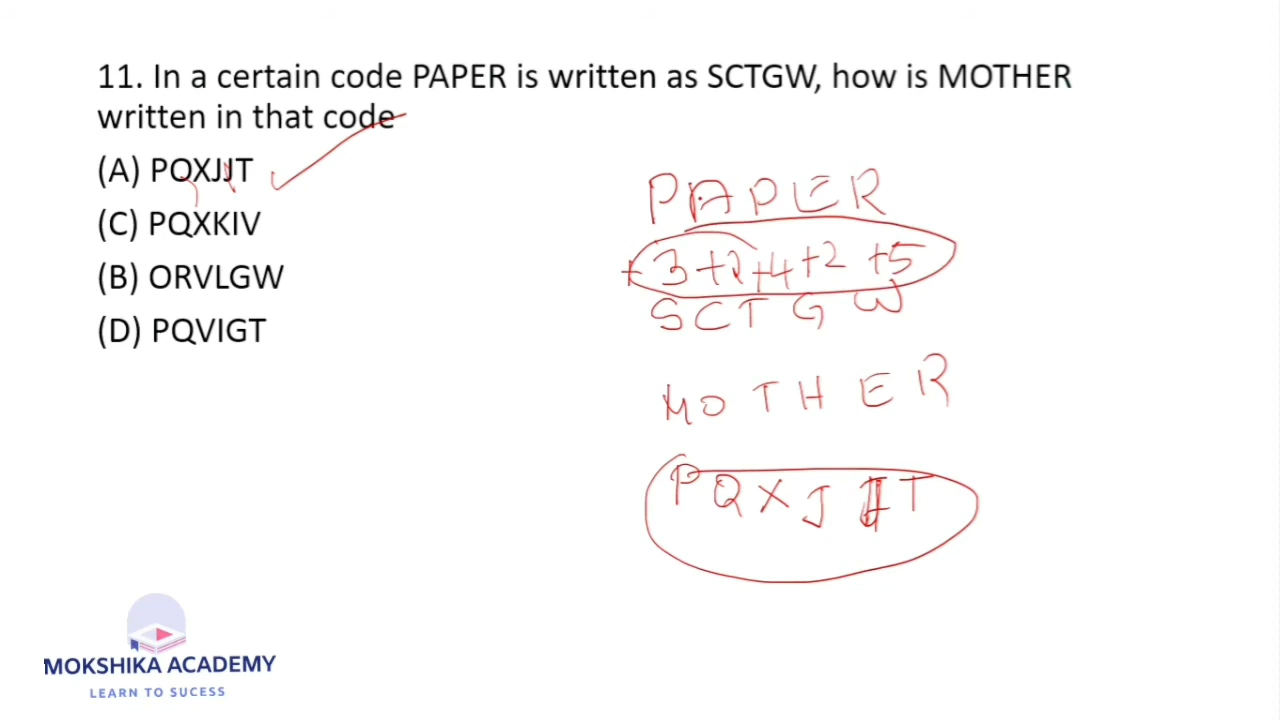 11. In a certain code PAPER is written as SCTGW, how is MOTHER
written in that code
(A) PQXJJT
(C) PQXKIV
(B) ORVLGW
(D) PQVIGT
PAPER
+3+2+4+2+5
SCTGW
MOTHER
PQXJ T
MOKSHIKA ACADEMY
LEARN TO SUCESS